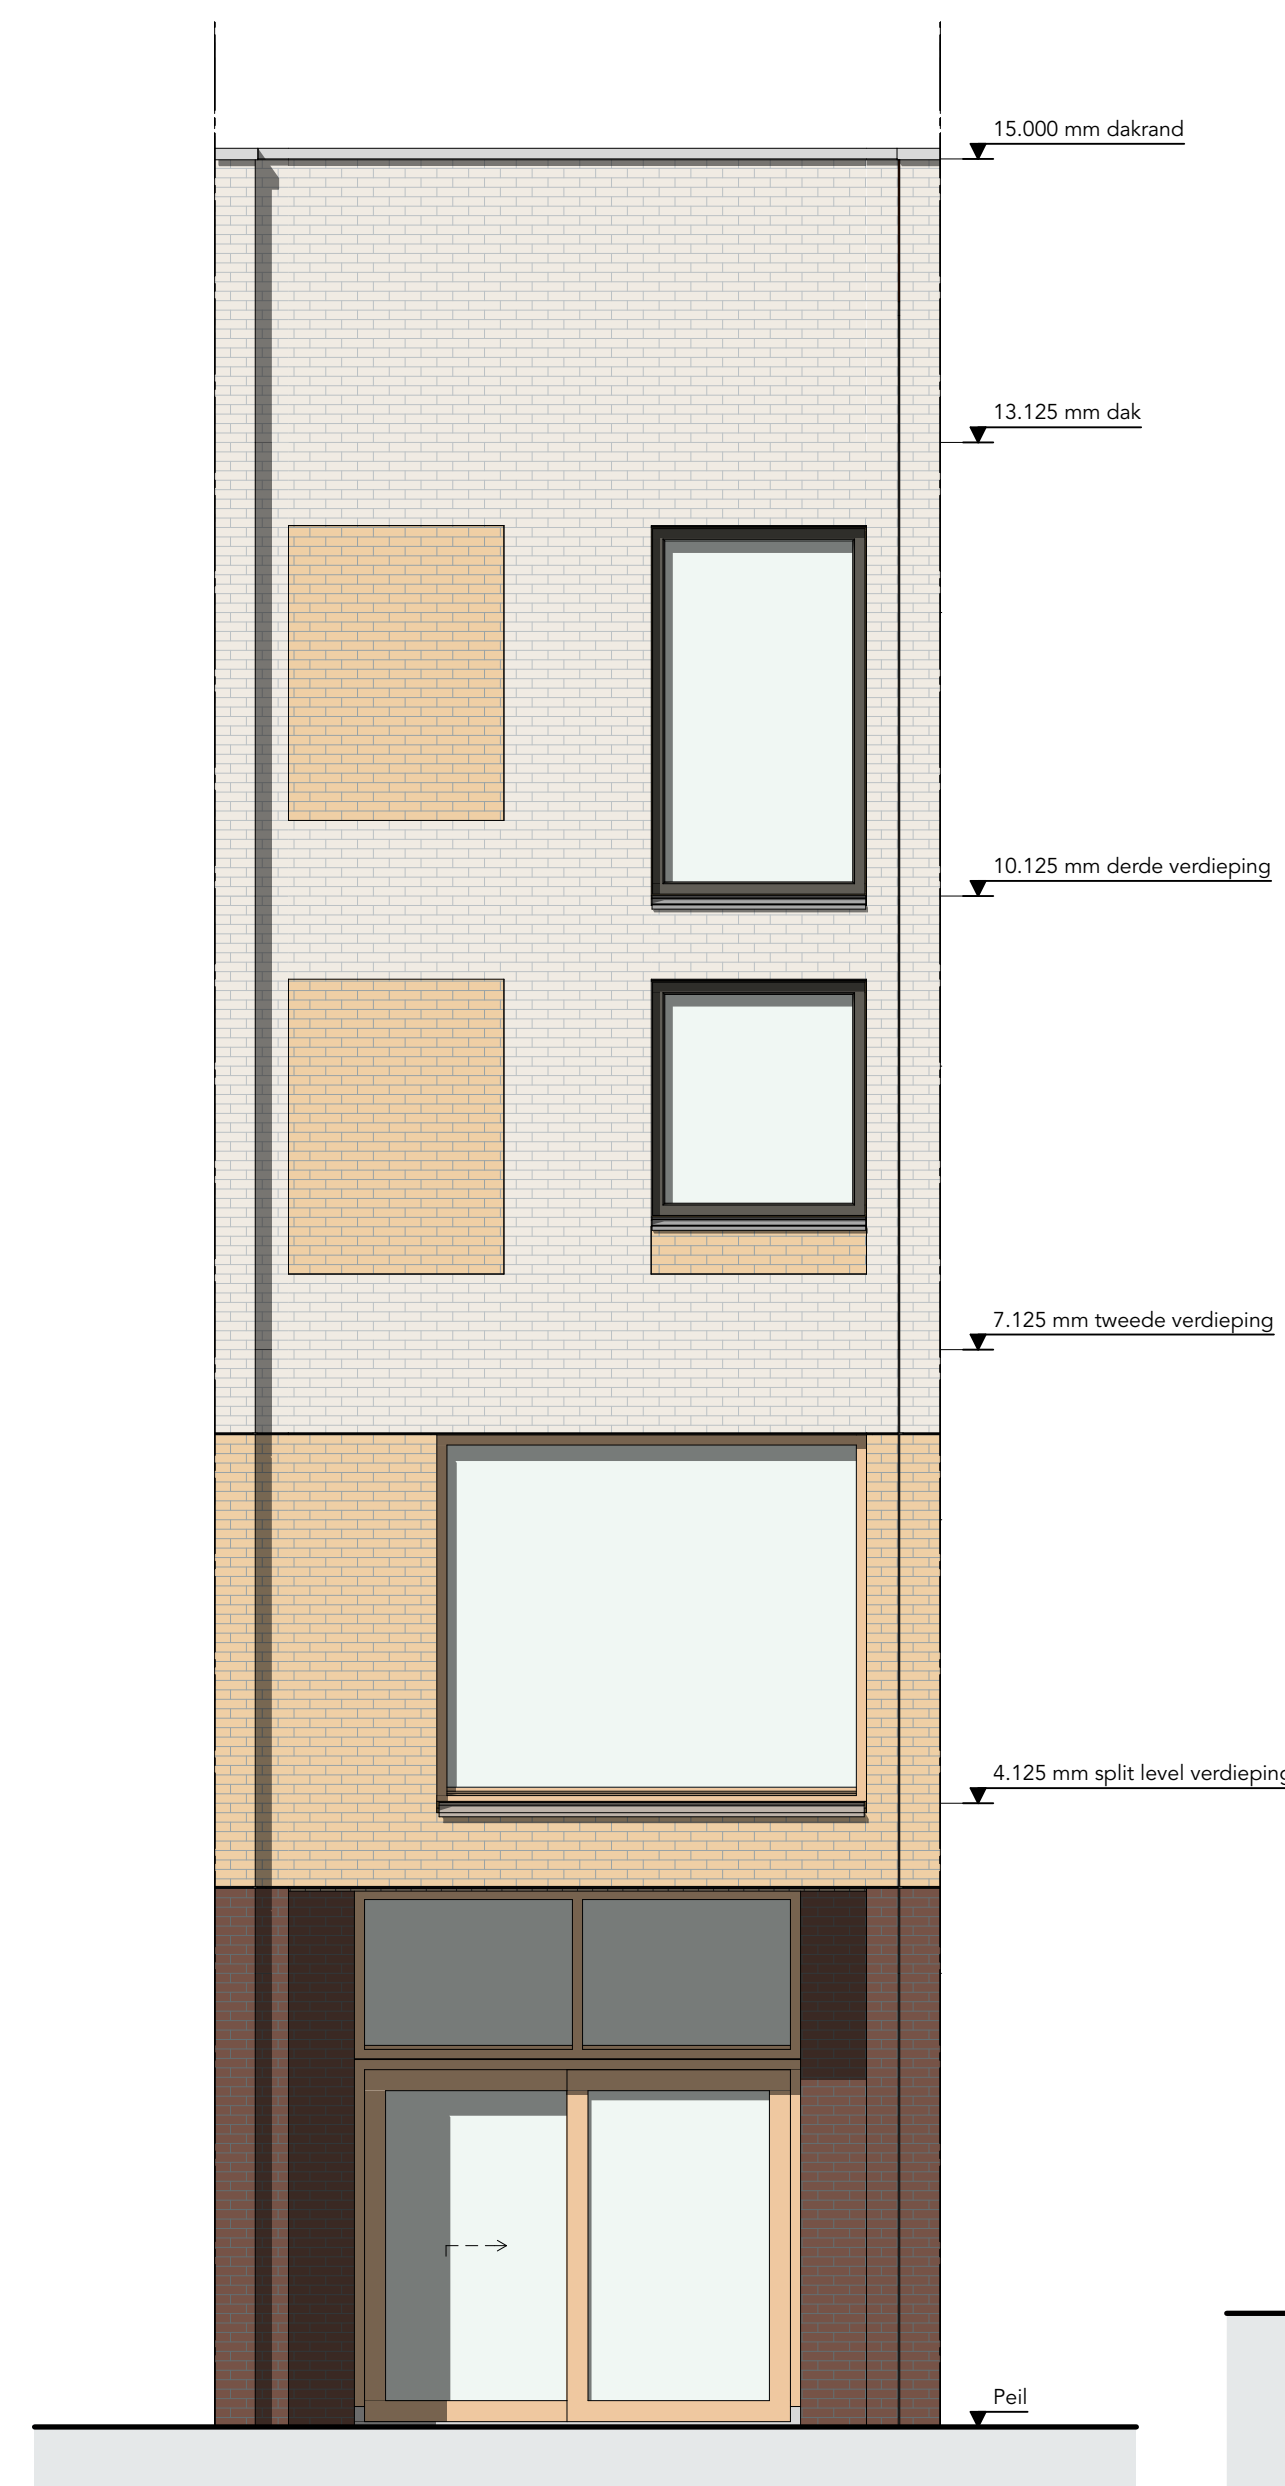 15.000 mm dakrand
13.125 mm dak
10.125 mm derde verdieping
7.125 mm tweede verdieping
4.125 mm split level verdieping
Peil